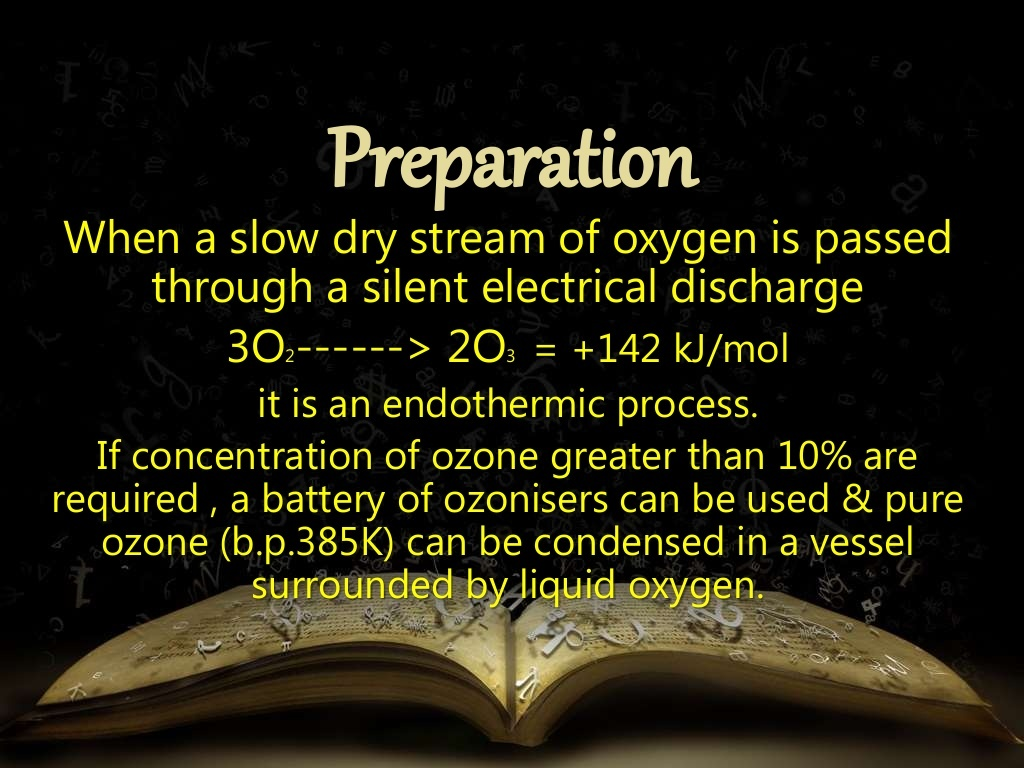 Preparation
When a slow dry stream of oxygen is passed
through a silent electrical discharge
3O₂------> 2O₃ = +142 kJ/mol
it is an endothermic process.
If concentration of ozone greater than 10% are
required , a battery of ozonisers can be used & pure
ozone (b.p.385K) can be condensed in a vessel
surrounded by liquid oxygen.